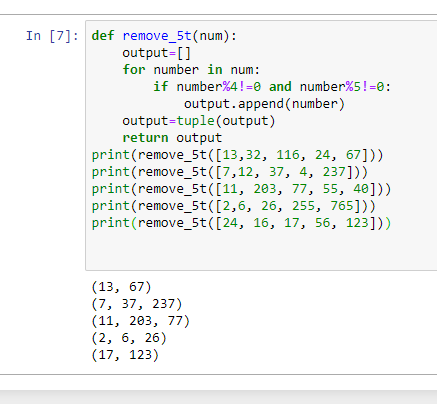 In [7]: def remove_5t(num):
output=[]
for number in num:
if number%4!=0 and number%5!=0:
output.append(number)
output=tuple(output)
return output
print(remove_5t([13,32, 116, 24, 67]))
print(remove_5t([7,12, 37, 4, 237]))
print(remove_5t([11, 203, 77, 55, 40]))
print(remove_5t([2,6, 26, 255, 765]))
print(remove_5t([24, 16, 17, 56, 123]))
(13, 67)
(7, 37, 237)
(11, 203, 77)
(2, 6, 26)
(17, 123)